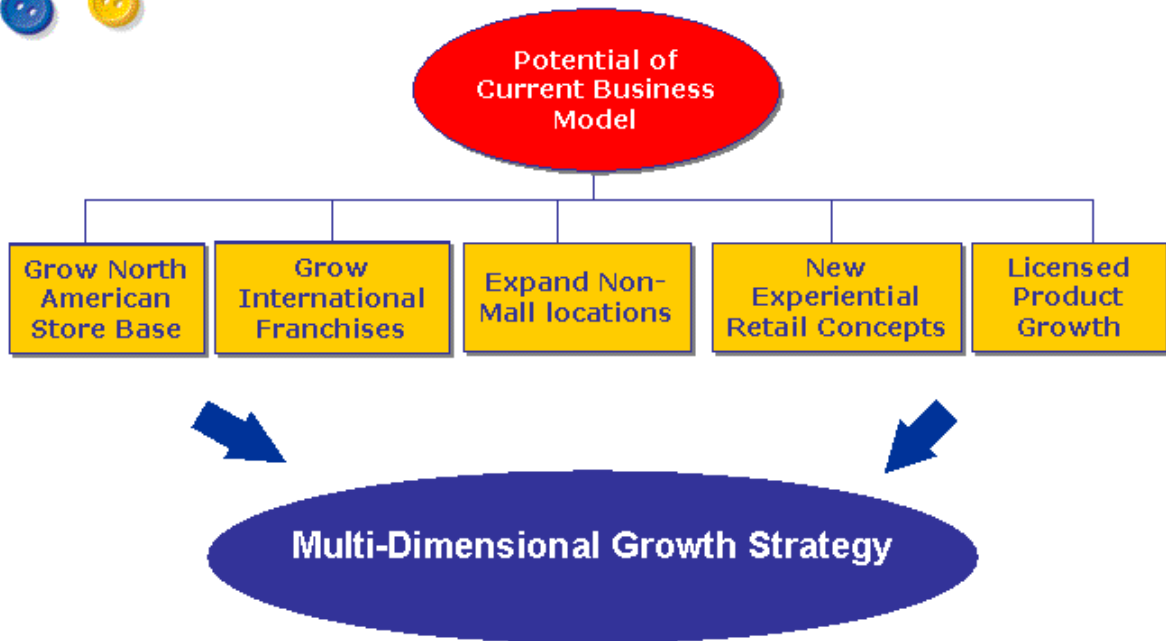 Potential of
Current Business
Model
Grow North
American
Store Base
Grow
International
Franchises
Expand Non-
Mall locations
New
Experiential
Retail Concepts
Licensed
Product
Growth
Multi-Dimensional Growth Strategy